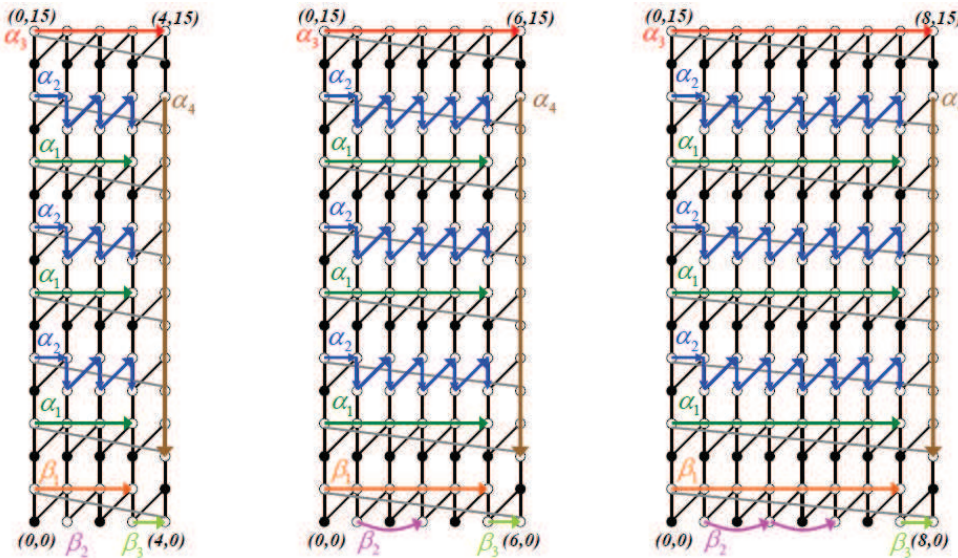 (0,15) (4,15)
α₃
α₂
α₄
α₁
α₂
α₁
α₂
α₁
β₁
(0,0) β₂ β₃ (4,0)
(0,15) (6,15)
α₃
α₂
α₄
α₁
α₂
α₁
α₂
α₁
β₁
(0,0) β₂ β₃ (6,0)
(0,15) (8,15)
α₃
α₂
α
α₁
α₂
α₁
α₂
α₁
β₁
(0,0) β₂ β₃ (8,0)